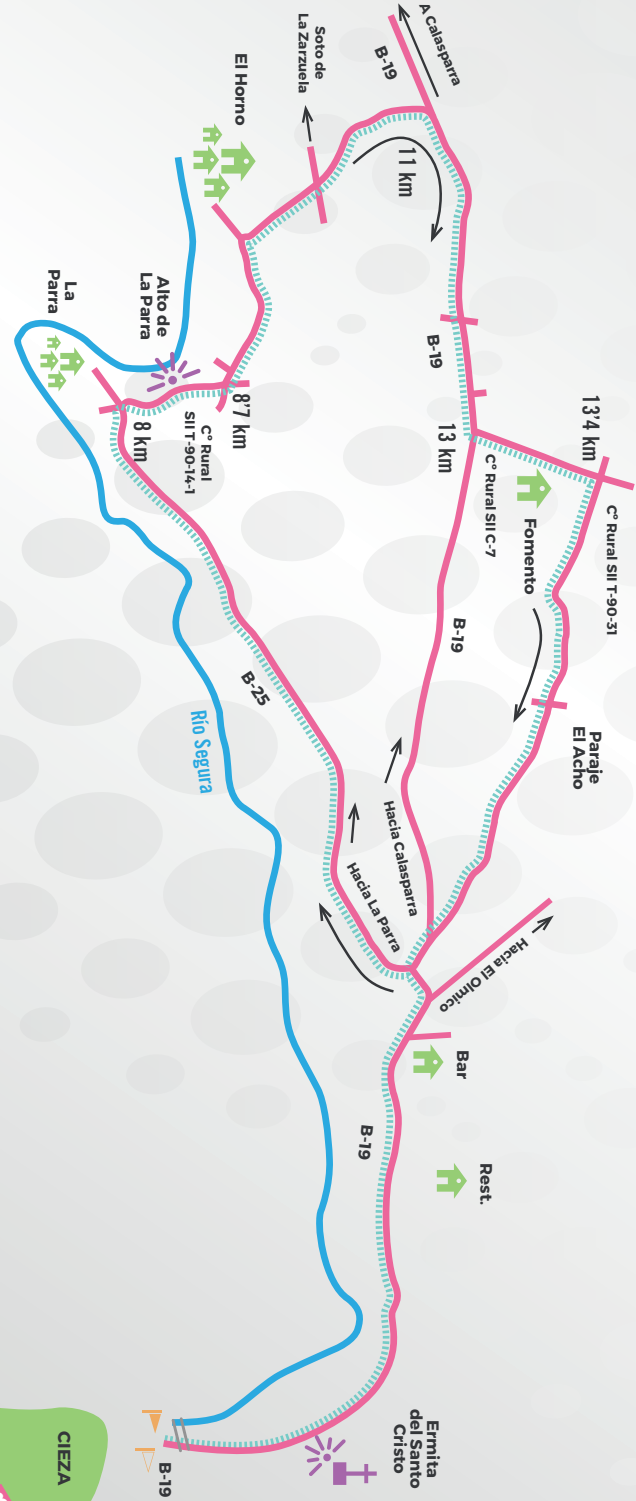 A Calasparra
B-19
Soto de
La Zarzuela
El Horno
11 km
La
Parra
Alto de
La Parra
8'7 km
Cº Rural
SII T-90-14-1
8 km
B-19
13 km
13'4 km
Cº Rural SII C-7
Fomento
Cº Rural SII T-90-31
B-19
Paraje
El Acho
B-25
Río Segura
Hacia Calasparra
Hacia La Parra
Hacia El Olmico
Bar
B-19
Rest.
Ermita
del Santo
Cristo
B-19
CIEZA